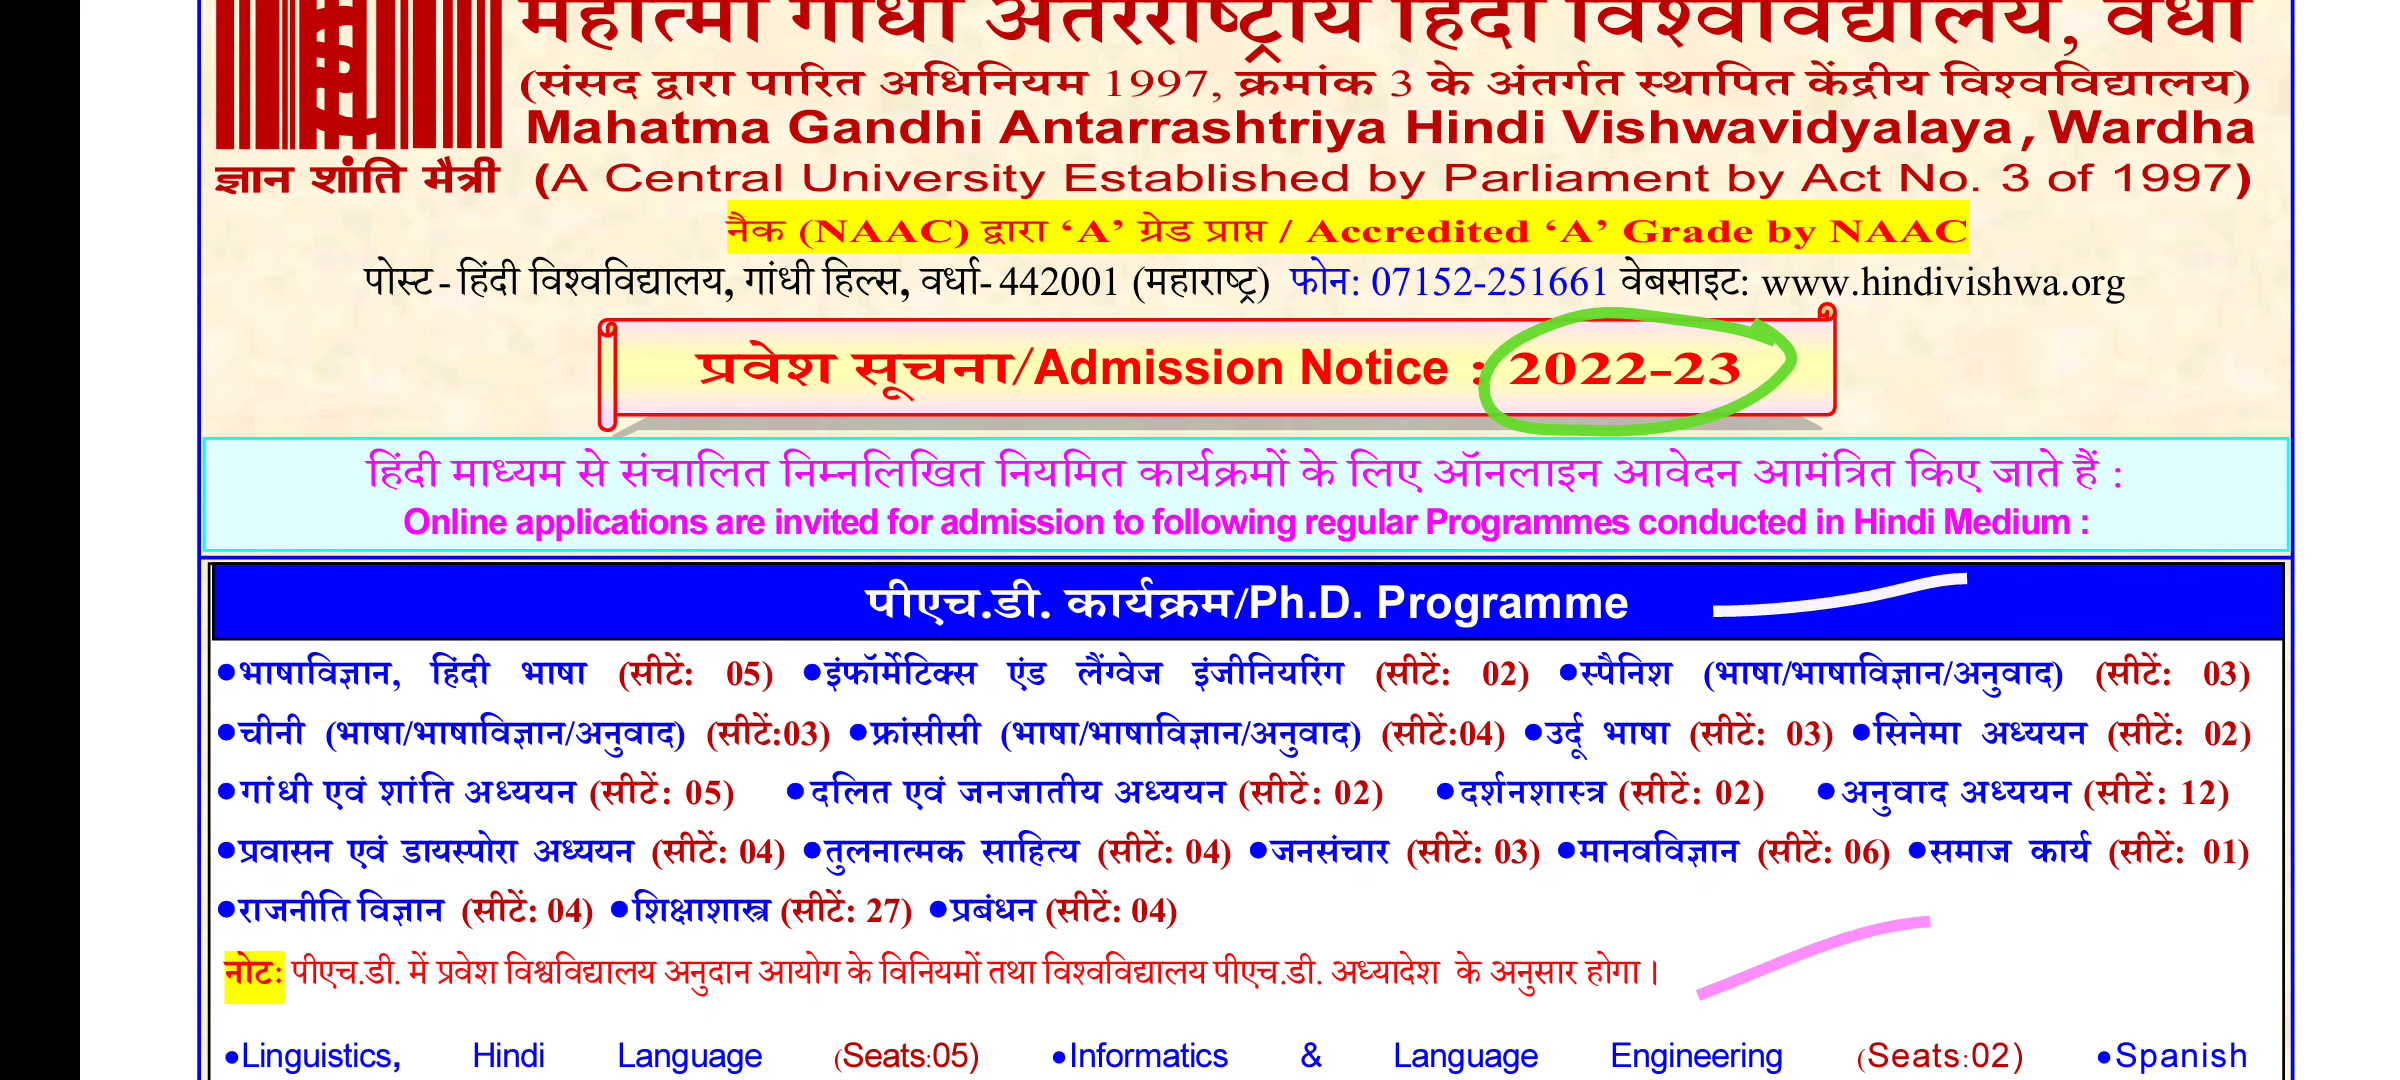 महात्मा गांधी अंतरराष्ट्रीय हिंदी विश्वविद्यालय, वर्धा
(संसद द्वारा पारित अधिनियम 1997, क्रमांक 3 के अंतर्गत स्थापित केंद्रीय विश्वविद्यालय)
Mahatma Gandhi Antarrashtriya Hindi Vishwavidyalaya, Wardha
ज्ञान शांति मैत्री (A Central University Established by Parliament by Act No. 3 of 1997)
नैक (NAAC) द्वारा ‘A’ ग्रेड प्राप्त / Accredited ‘A’ Grade by NAAC
पोस्ट - हिंदी विश्वविद्यालय, गांधी हिल्स, वर्धा- 442001 (महाराष्ट्र) फोन: 07152-251661 वेबसाइट: www.hindivishwa.org
प्रवेश सूचना/Admission Notice : 2022-23
हिंदी माध्यम से संचालित निम्नलिखित नियमित कार्यक्रमों के लिए ऑनलाइन आवेदन आमंत्रित किए जाते हैं :
Online applications are invited for admission to following regular Programmes conducted in Hindi Medium :
पीएच.डी. कार्यक्रम/Ph.D. Programme
●भाषाविज्ञान, हिंदी भाषा (सीटें: 05) ●इंफॉर्मेटिक्स एंड लैंग्वेज इंजीनियरिंग (सीटें: 02) ●स्पैनिश (भाषा/भाषाविज्ञान/अनुवाद) (सीटें: 03)
●चीनी (भाषा/भाषाविज्ञान/अनुवाद) (सीटें:03) ●फ्रांसीसी (भाषा/भाषाविज्ञान/अनुवाद) (सीटें:04) ●उर्दू भाषा (सीटें: 03) ●सिनेमा अध्ययन (सीटें: 02)
●गांधी एवं शांति अध्ययन (सीटें: 05) ●दलित एवं जनजातीय अध्ययन (सीटें: 02) ●दर्शनशास्त्र (सीटें: 02) ●अनुवाद अध्ययन (सीटें: 12)
●प्रवासन एवं डायस्पोरा अध्ययन (सीटें: 04) ●तुलनात्मक साहित्य (सीटें: 04) ●जनसंचार (सीटें: 03) ●मानवविज्ञान (सीटें: 06) ●समाज कार्य (सीटें: 01)
●राजनीति विज्ञान (सीटें: 04) ●शिक्षाशास्त्र (सीटें: 27) ●प्रबंधन (सीटें: 04)
नोट: पीएच.डी. में प्रवेश विश्वविद्यालय अनुदान आयोग के विनियमों तथा विश्वविद्यालय पीएच.डी. अध्यादेश के अनुसार होगा।
●Linguistics, Hindi Language (Seats:05) ●Informatics & Language Engineering (Seats:02) ●Spanish